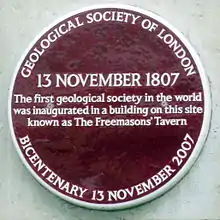 GEOLOGICAL SOCIETY OF LONDON
13 NOVEMBER 1807
The first geological society in the world
was inaugurated in a building on this site
known as The Freemasons' Tavern
BICENTENARY 13 NOVEMBER 2007